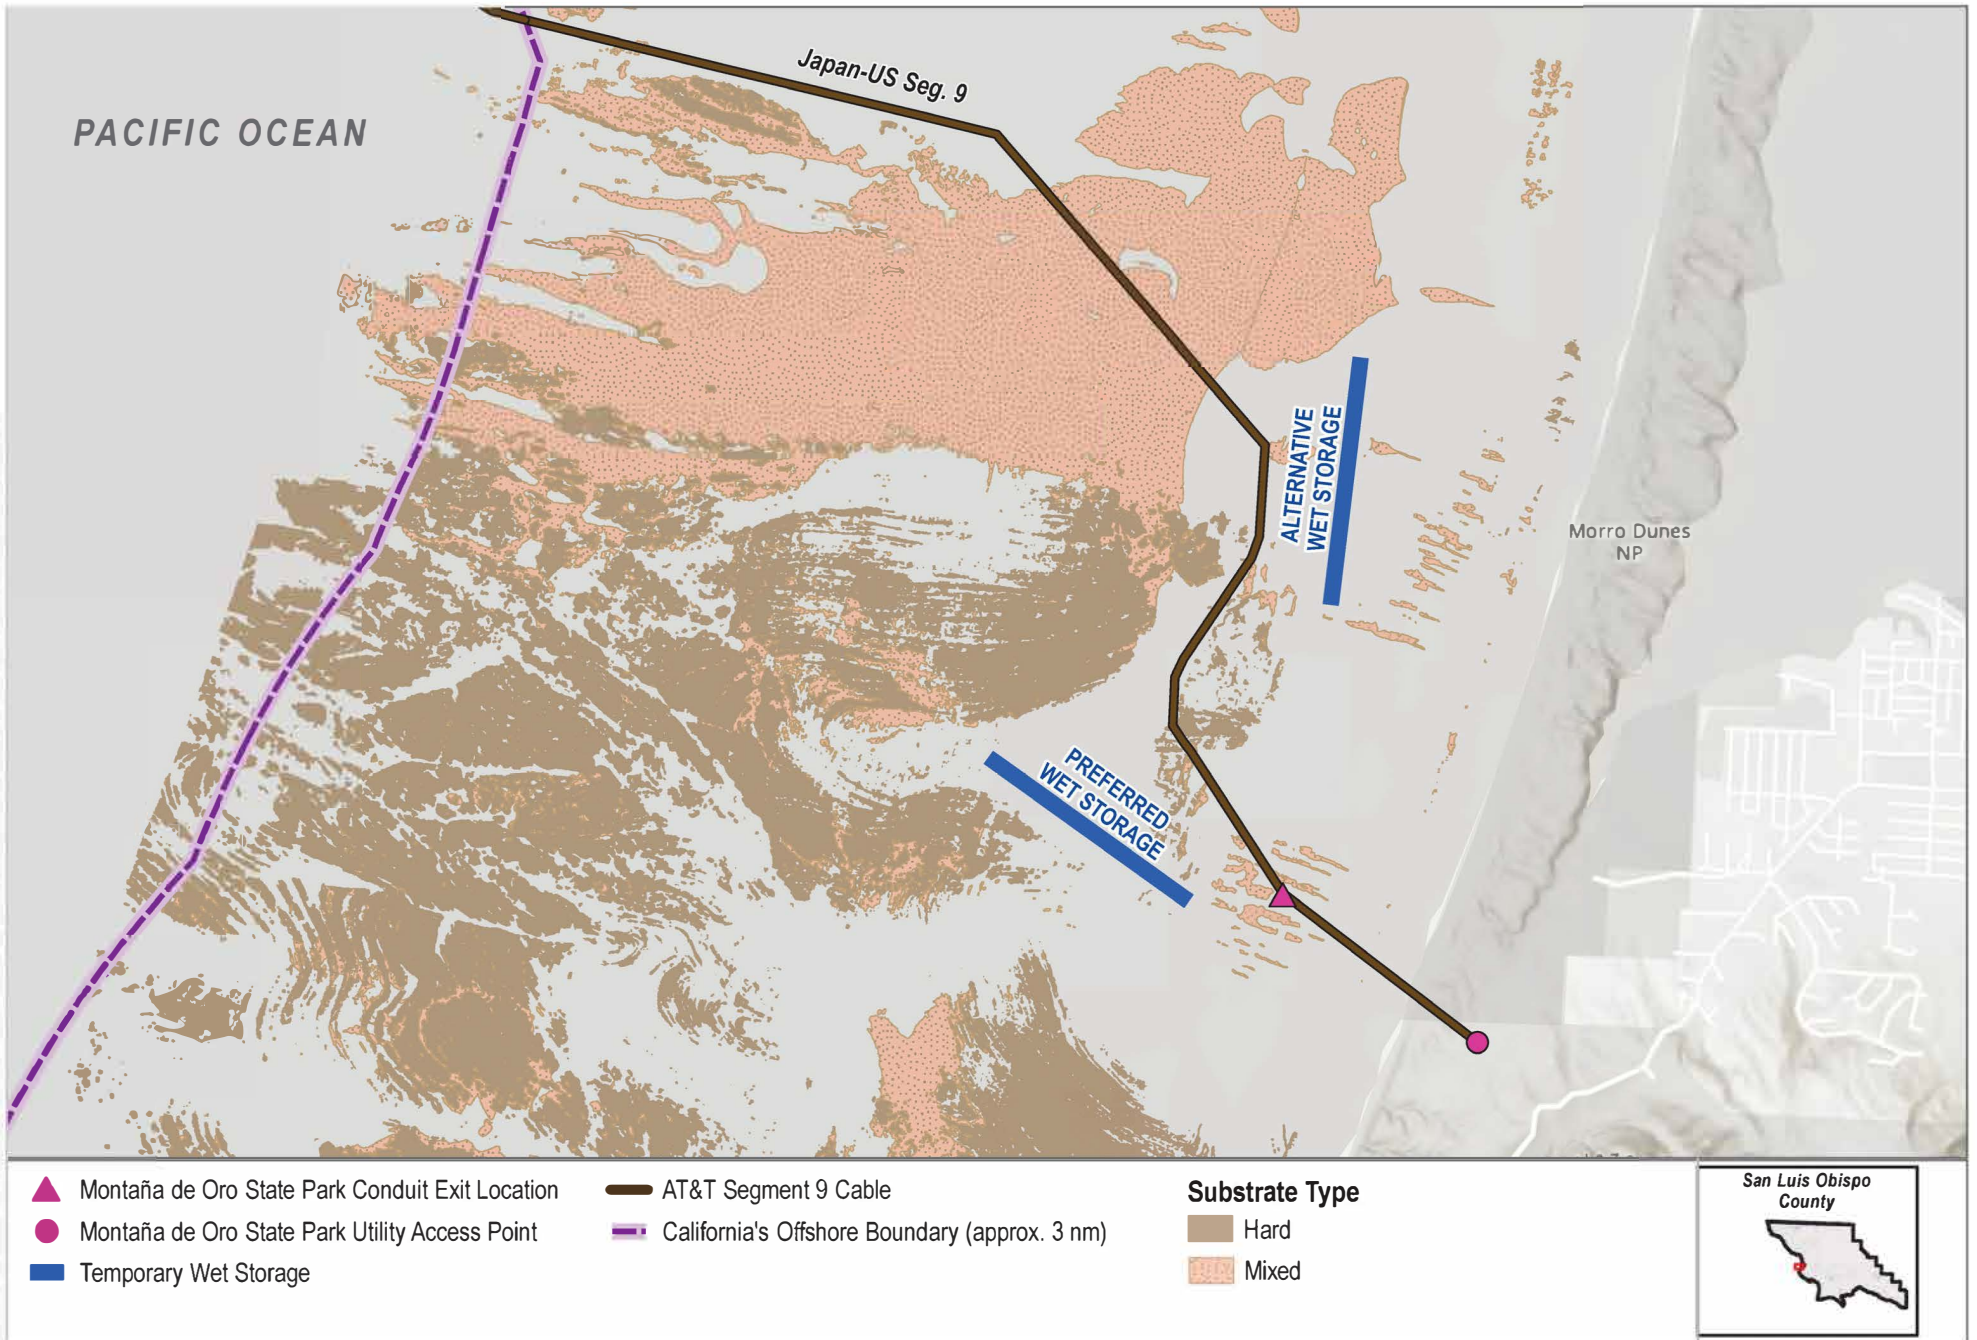 Japan-US Seg. 9
PACIFIC OCEAN
ALTERNATIVE
WET STORAGE
Morro Dunes
NP
PREFERRED
WET STORAGE
Montaña de Oro State Park Conduit Exit Location
Montaña de Oro State Park Utility Access Point
Temporary Wet Storage
AT&T Segment 9 Cable
California's Offshore Boundary (approx. 3 nm)
Substrate Type
Hard
Mixed
San Luis Obispo
County